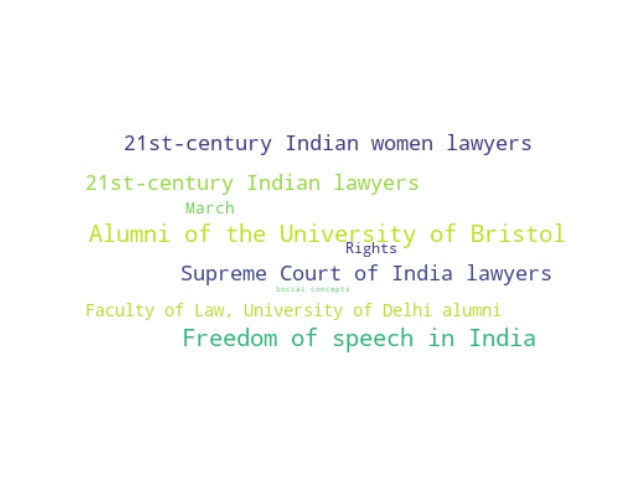 21st-century Indian women lawyers
21st-century Indian lawyers
March
Alumni of the University of Bristol
Rights
Supreme Court of India lawyers
Social concepts
Faculty of Law, University of Delhi alumni
Freedom of speech in India